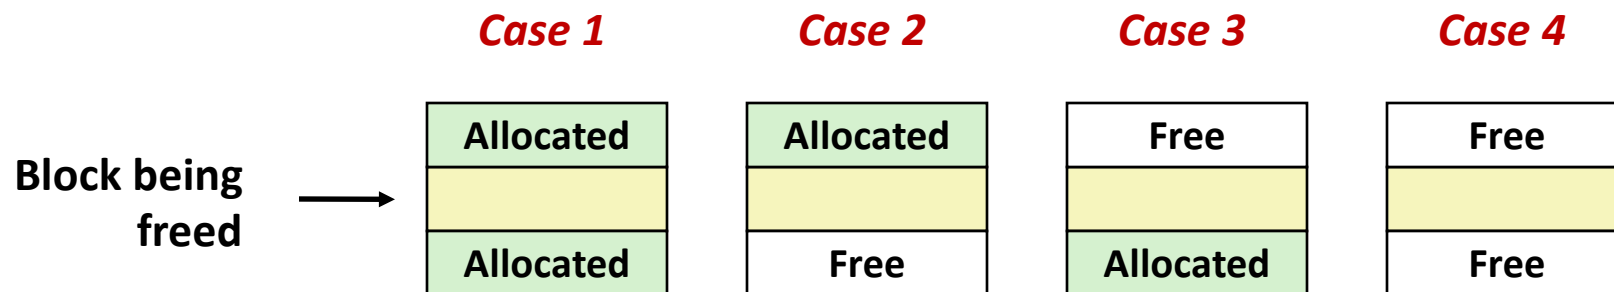 Case 1 Case 2 Case 3 Case 4
Allocated Allocated Free Free
Block being
freed
Allocated Free Allocated Free